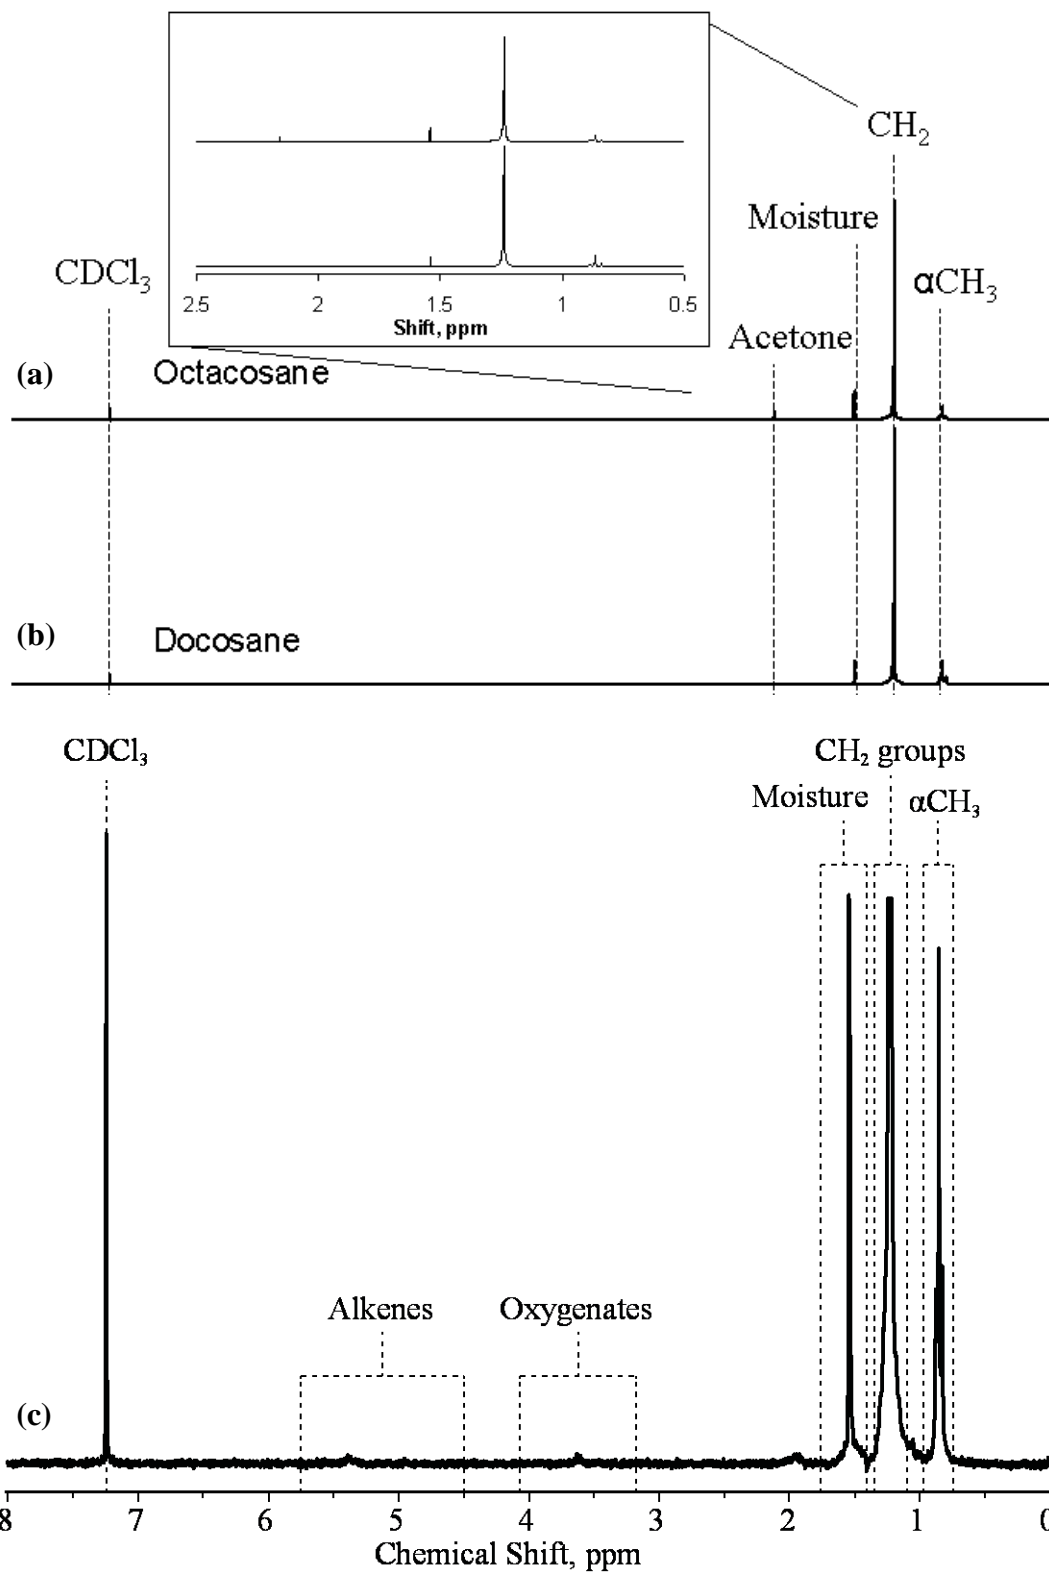 CH₂
Moisture
CDCl₃
αCH₃
2.5 2 1.5 1 0.5
Shift, ppm
Acetone
(a) Octacosane
(b) Docosane
CDCl₃
CH₂ groups
Moisture αCH₃
Alkenes Oxygenates
(c)
8 7 6 5 4 3 2 1 0
Chemical Shift, ppm